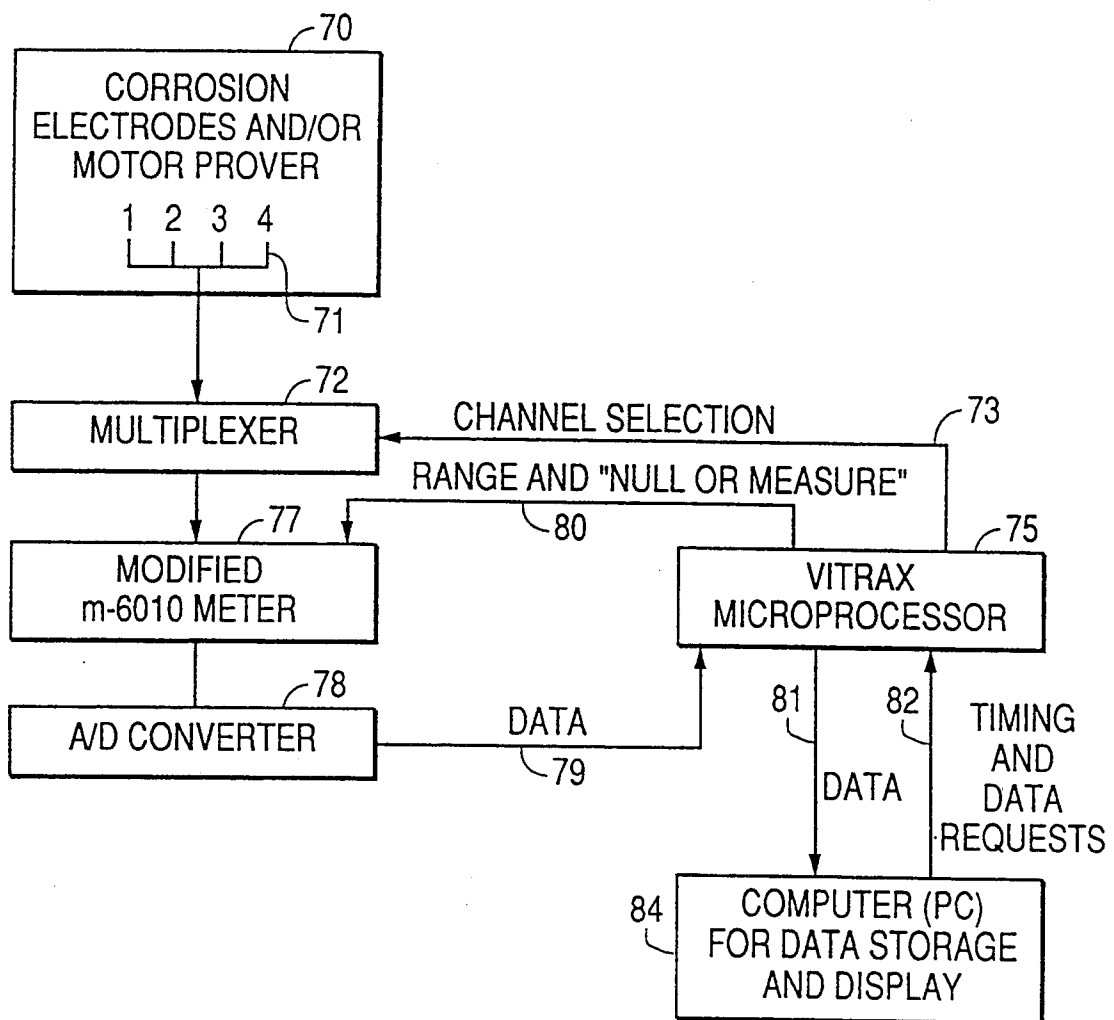 70
CORROSION
ELECTRODES AND/OR
MOTOR PROVER
1 2 3 4
71
72
MULTIPLEXER
CHANNEL SELECTION
73
RANGE AND "NULL OR MEASURE"
80
77
MODIFIED
m-6010 METER
75
VITRAX
MICROPROCESSOR
78
A/D CONVERTER
DATA
79
81
DATA
82
TIMING
AND
DATA
REQUESTS
84
COMPUTER (PC)
FOR DATA STORAGE
AND DISPLAY